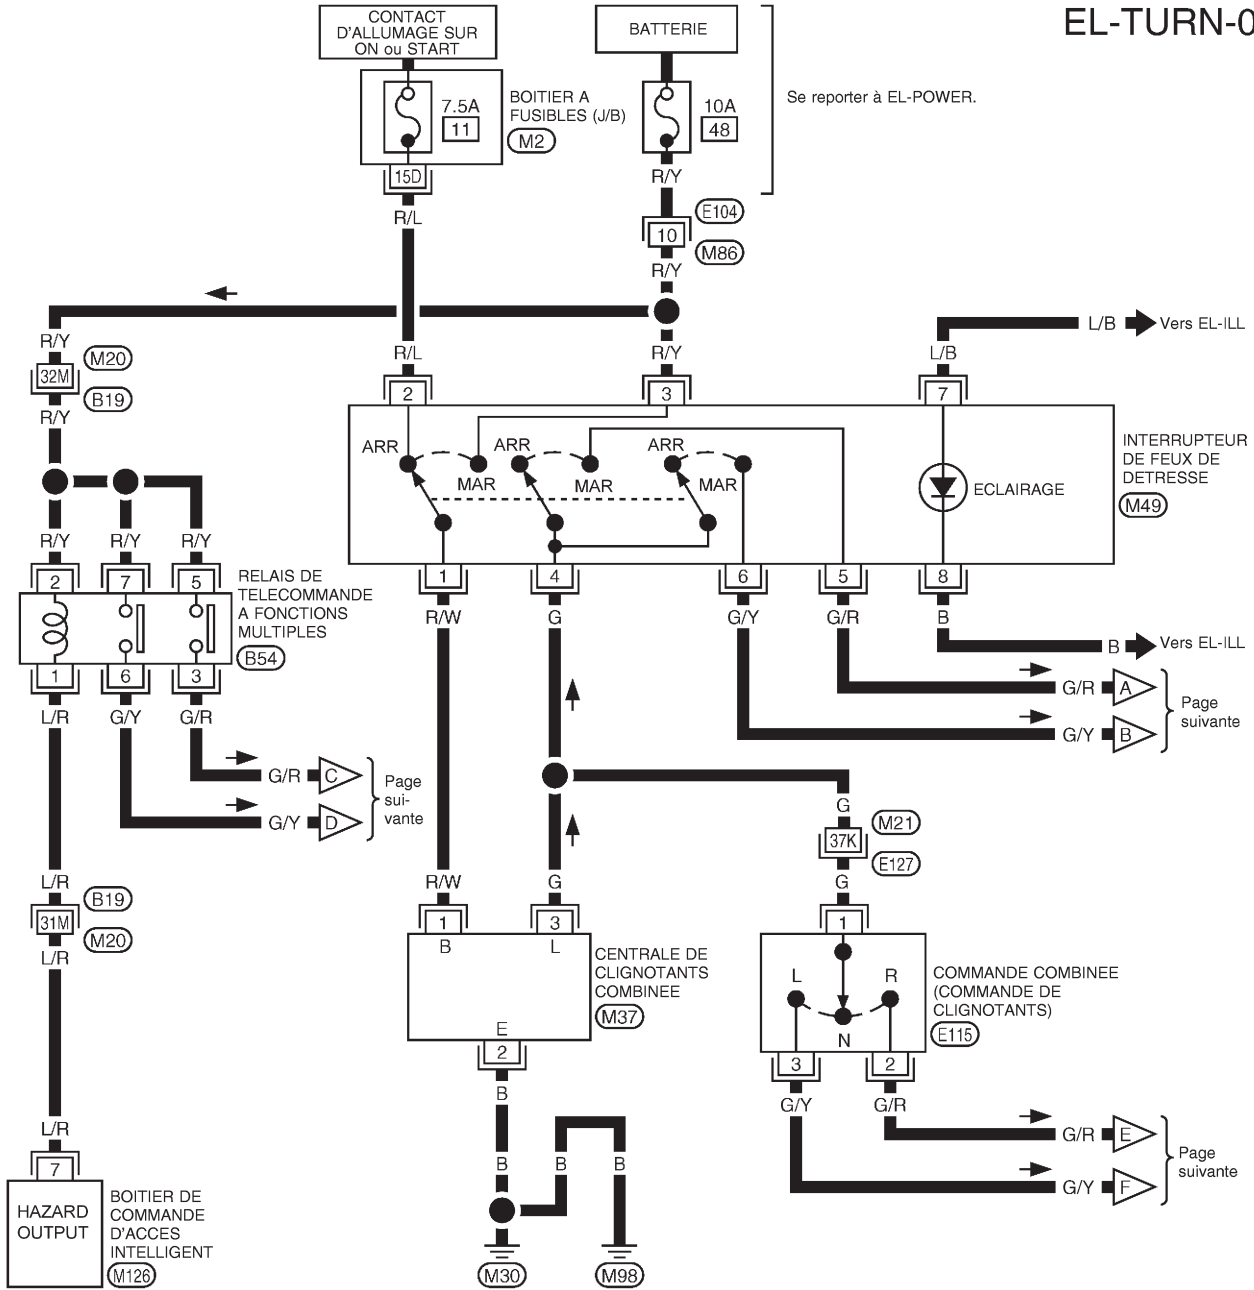 EL-TURN-0
CONTACT
D'ALLUMAGE SUR
ON ou START
BATTERIE
7.5A
11
BOITIER A
FUSIBLES (J/B)
M2
10A
48
Se reporter à EL-POWER.
15D
R/Y
R/L
E104
10
M86
R/Y
L/B
Vers EL-ILL
R/Y
M20
32M
B19
R/Y
R/L
R/Y
L/B
2
3
7
ARR
MAR
ARR
MAR
ARR
MAR
ECLAIRAGE
INTERRUPTEUR
DE FEUX DE
DETRESSE
M49
R/Y
R/Y
R/Y
2
7
5
RELAIS DE
TELECOMMANDE
A FONCTIONS
MULTIPLES
B54
1
4
6
5
8
R/W
G
G/Y
G/R
B
B
Vers EL-ILL
1
6
3
L/R
G/Y
G/R
G/R
A
G/Y
B
Page
suivante
G/R
C
G/Y
D
Page
sui-
vante
G
M21
37K
E127
G
L/R
B19
31M
M20
L/R
R/W
G
1
3
B
L
E
2
CENTRALE DE
CLIGNOTANTS
COMBINEE
M37
1
L
R
N
3
2
COMMANDE COMBINEE
(COMMANDE DE
CLIGNOTANTS)
E115
B
G/Y
G/R
G/R
E
G/Y
F
Page
suivante
L/R
B
B
B
7
HAZARD
OUTPUT
BOITIER DE
COMMANDE
D'ACCES
INTELLIGENT
M126
M30
M98